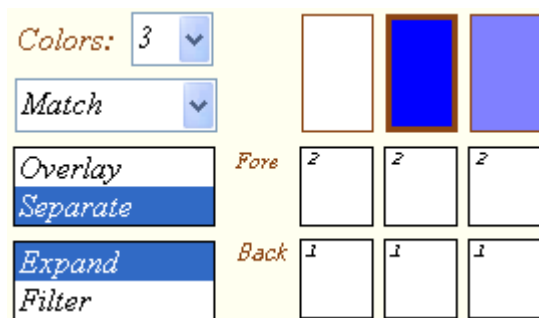 Colors: 3
Match
Overlay
Separate
Expand
Filter
Fore 2 2 2
Back 1 1 1